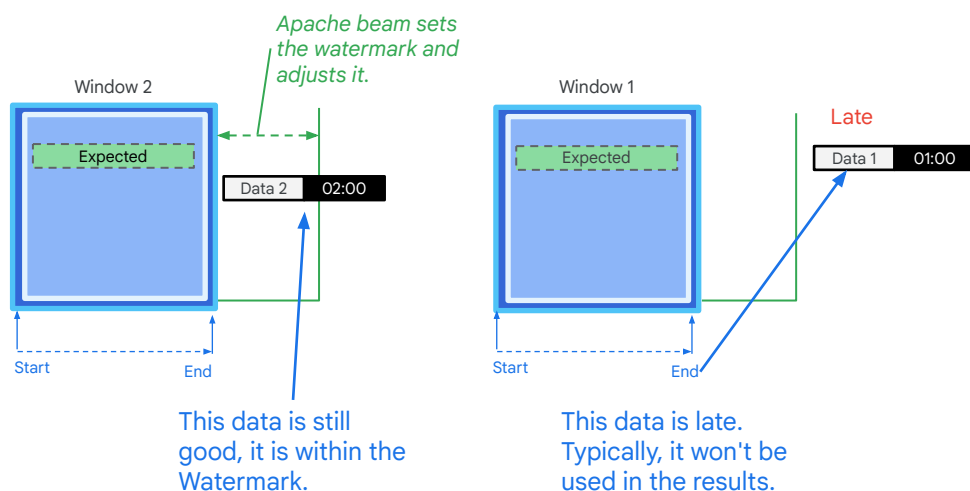 Apache beam sets
the watermark and
adjusts it.
Window 2
Expected
Data 2 02:00
Start
End
This data is still
good, it is within the
Watermark.
Window 1
Late
Expected
Data 1 01:00
Start
End
This data is late.
Typically, it won't be
used in the results.